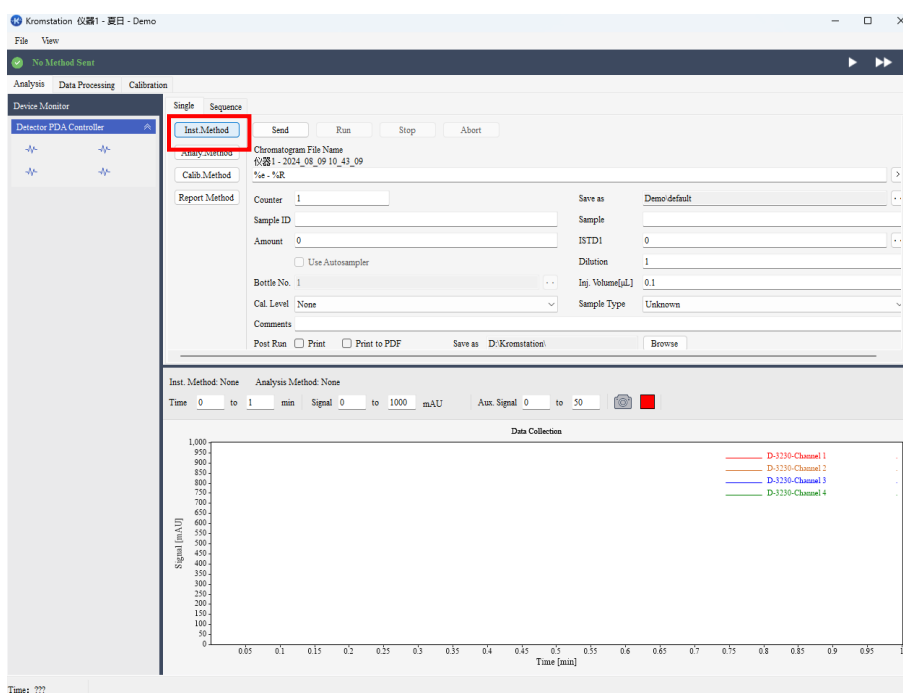 Kromstation 仪器1 - 夏日 - Demo
File View
No Method Sent
Analysis Data Processing Calibration
Device Monitor
Detector PDA Controller
Single Sequence
Inst.Method Send Run Stop Abort
Analy.Method
Calib.Method
Report Method
Chromatogram File Name
仪器1 - 2024_08_09 10_43_09
%e - %R
Counter 1 Save as Demo\default
Sample ID Sample
Amount 0 ISTD1 0
Use Autosampler Dilution 1
Bottle No. 1 Inj. Volume[μL] 0.1
Cal. Level None Sample Type Unknown
Comments
Post Run Print Print to PDF Save as D:\Kromstation\ Browse
Inst. Method: None Analysis Method: None
Time 0 to 1 min Signal 0 to 1000 mAU Aux. Signal 0 to 50
Data Collection
D-3230-Channel 1
D-3230-Channel 2
D-3230-Channel 3
D-3230-Channel 4
Signal [mAU]
1,000
950
900
850
800
750
700
650
600
550
500
450
400
350
300
250
200
150
100
50
0
0.05 0.1 0.15 0.2 0.25 0.3 0.35 0.4 0.45 0.5 0.55 0.6 0.65 0.7 0.75 0.8 0.85 0.9 0.95 1
Time [min]
Time: ???